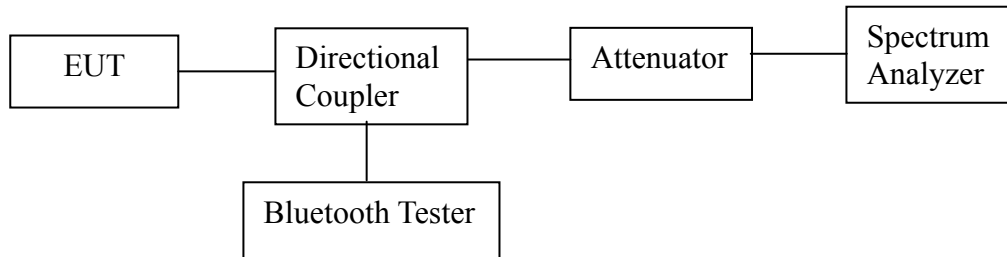 EUT
Directional
Coupler
Attenuator
Spectrum
Analyzer
Bluetooth Tester